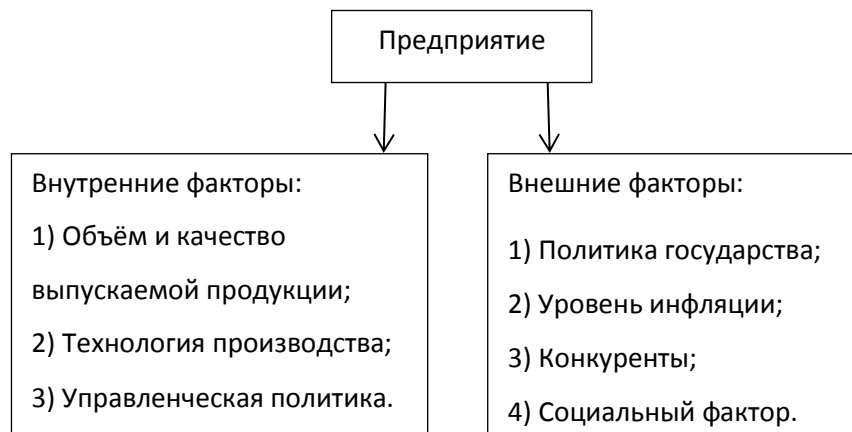 Предприятие
Внутренние факторы:
1) Объём и качество
выпускаемой продукции;
2) Технология производства;
3) Управленческая политика.
Внешние факторы:
1) Политика государства;
2) Уровень инфляции;
3) Конкуренты;
4) Социальный фактор.